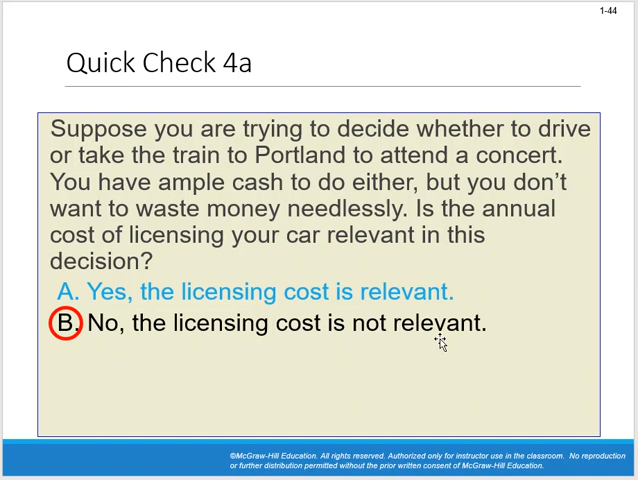 1-44
Quick Check 4a
Suppose you are trying to decide whether to drive
or take the train to Portland to attend a concert.
You have ample cash to do either, but you don't
want to waste money needlessly. Is the annual
cost of licensing your car relevant in this
decision?
A. Yes, the licensing cost is relevant.
B. No, the licensing cost is not relevant.
©McGraw-Hill Education. All rights reserved. Authorized only for instructor use in the classroom. No reproduction
or further distribution permitted without the prior written consent of McGraw-Hill Education.